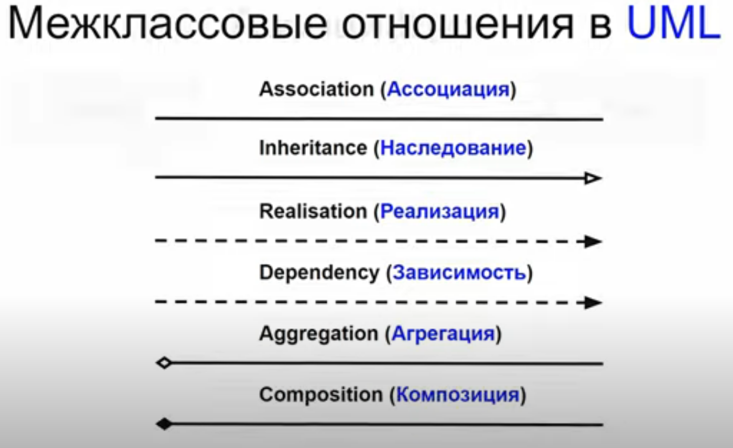 Межклассовые отношения в UML
Association (Ассоциация)
Inheritance (Наследование)
Realisation (Реализация)
Dependency (Зависимость)
Aggregation (Агрегация)
Composition (Композиция)